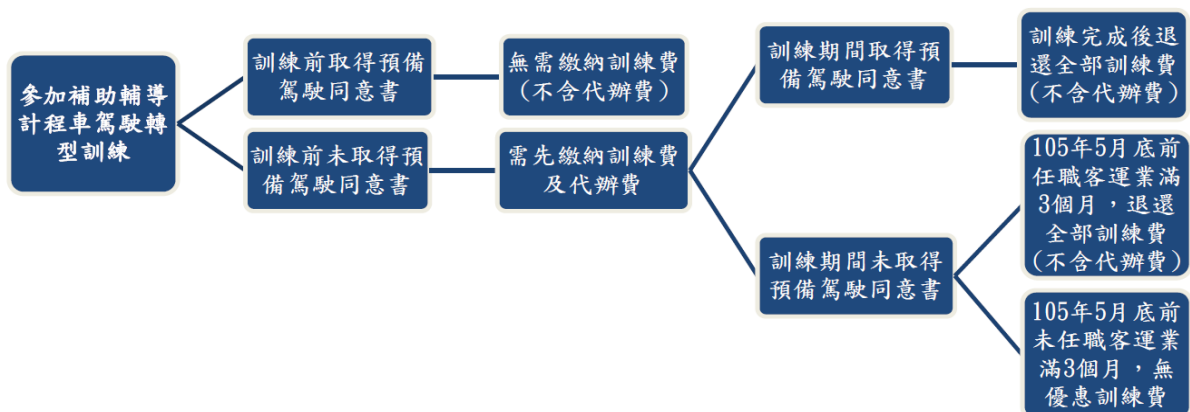 參加補助輔導
計程車駕駛轉
型訓練
訓練前取得預備
駕駛同意書
無需繳納訓練費
(不含代辦費)
訓練前未取得預
備駕駛同意書
需先繳納訓練費
及代辦費
訓練期間取得預
備駕駛同意書
訓練完成後退
還全部訓練費
(不含代辦費)
訓練期間未取得
預備駕駛同意書
105年5月底前
任職客運業滿
3個月，退還
全部訓練費
(不含代辦費)
105年5月底前
未任職客運業
滿3個月，無
優惠訓練費